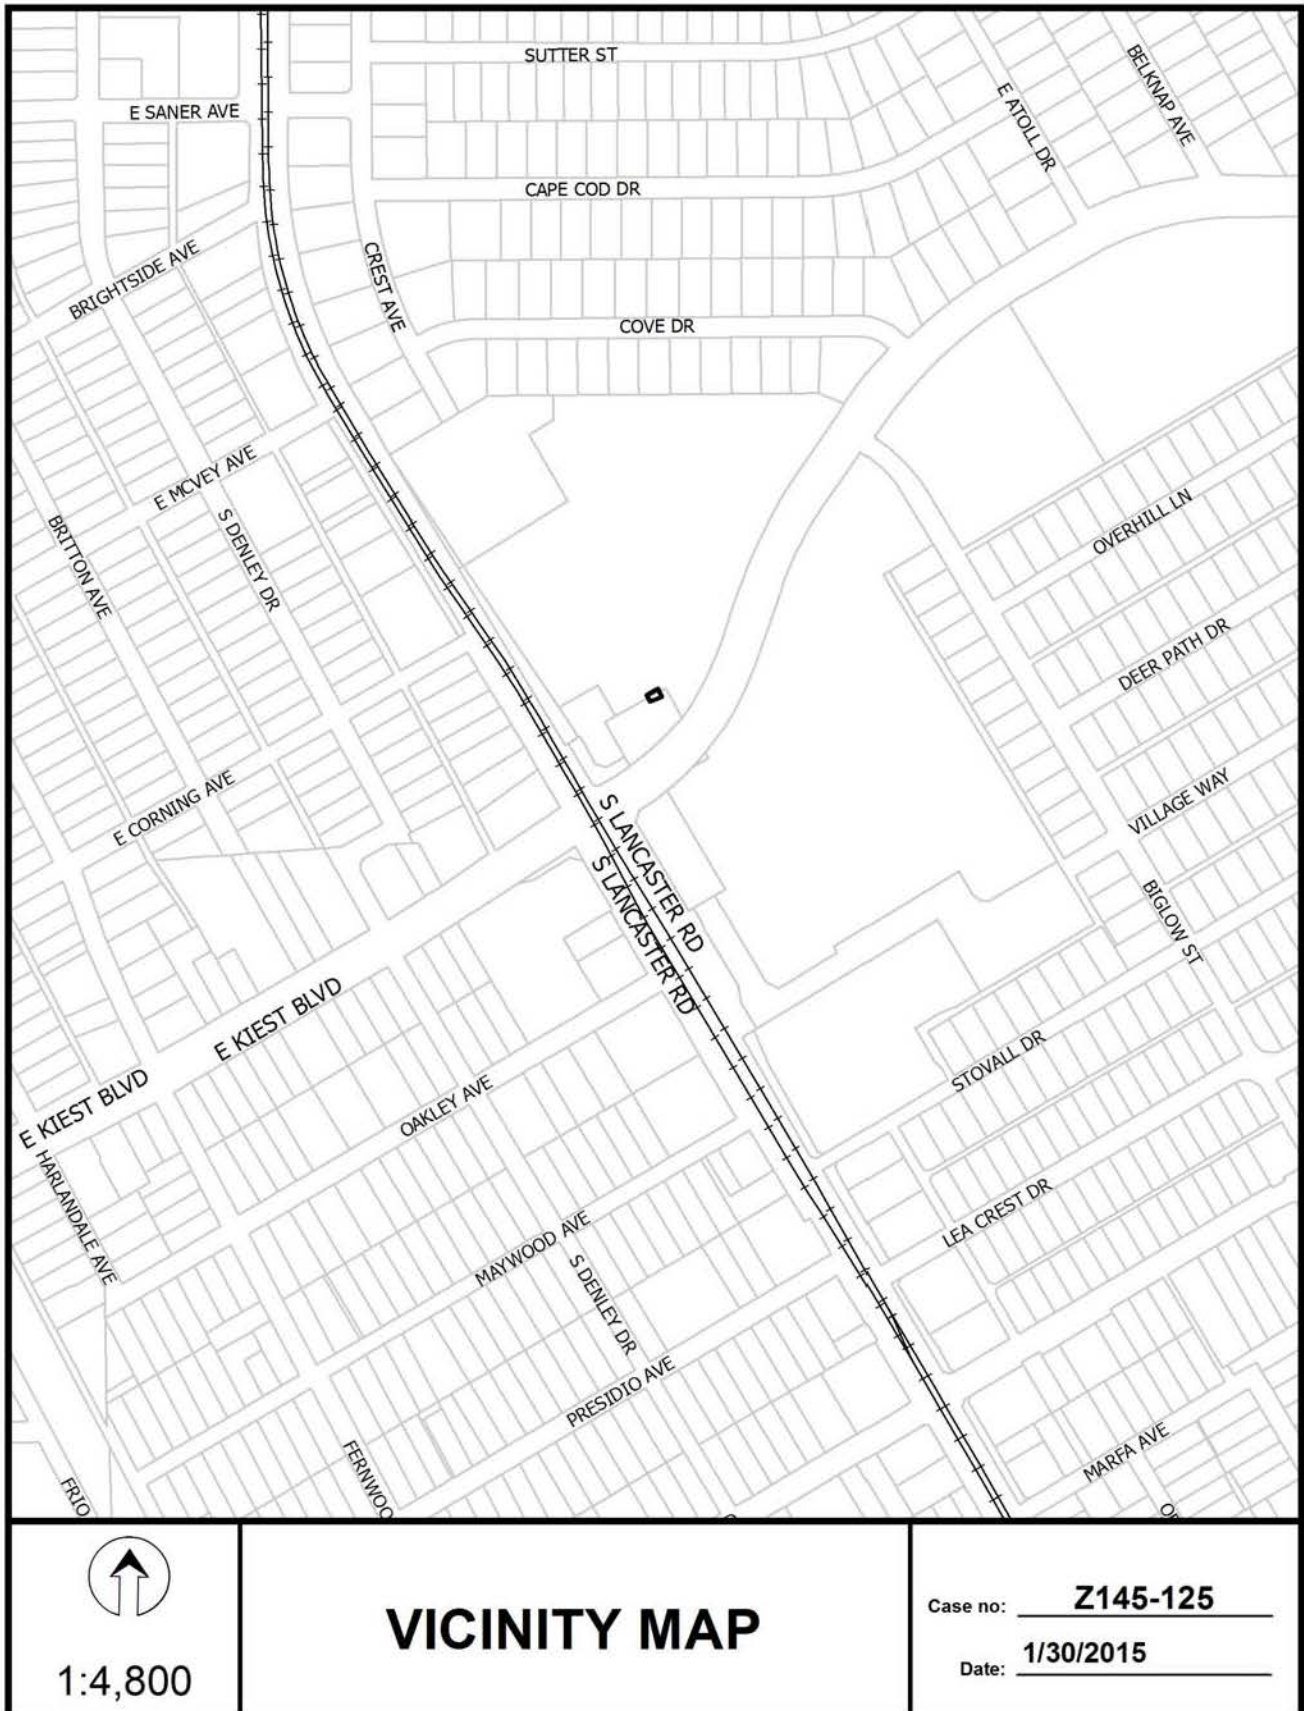 SUTTER ST
BELKNAP AVE
E SANER AVE
E ATOLL DR
CAPE COD DR
BRIGHTSIDE AVE
CREST AVE
COVE DR
E MCVEY AVE
OVERHILL LN
BRITTON AVE
S DENLEY DR
DEER PATH DR
E CORNING AVE
VILLAGE WAY
S LANCASTER RD
S LANCASTER RD
BIGLOW ST
E KIEST BLVD
STOVALL DR
E KIEST BLVD
OAKLEY AVE
HARLANDALE AVE
LEA CREST DR
MAYWOOD AVE
S DENLEY DR
PRESIDIO AVE
MARFA AVE
FERNWOO
FRIO
1:4,800
VICINITY MAP
Case no: Z145-125
Date: 1/30/2015